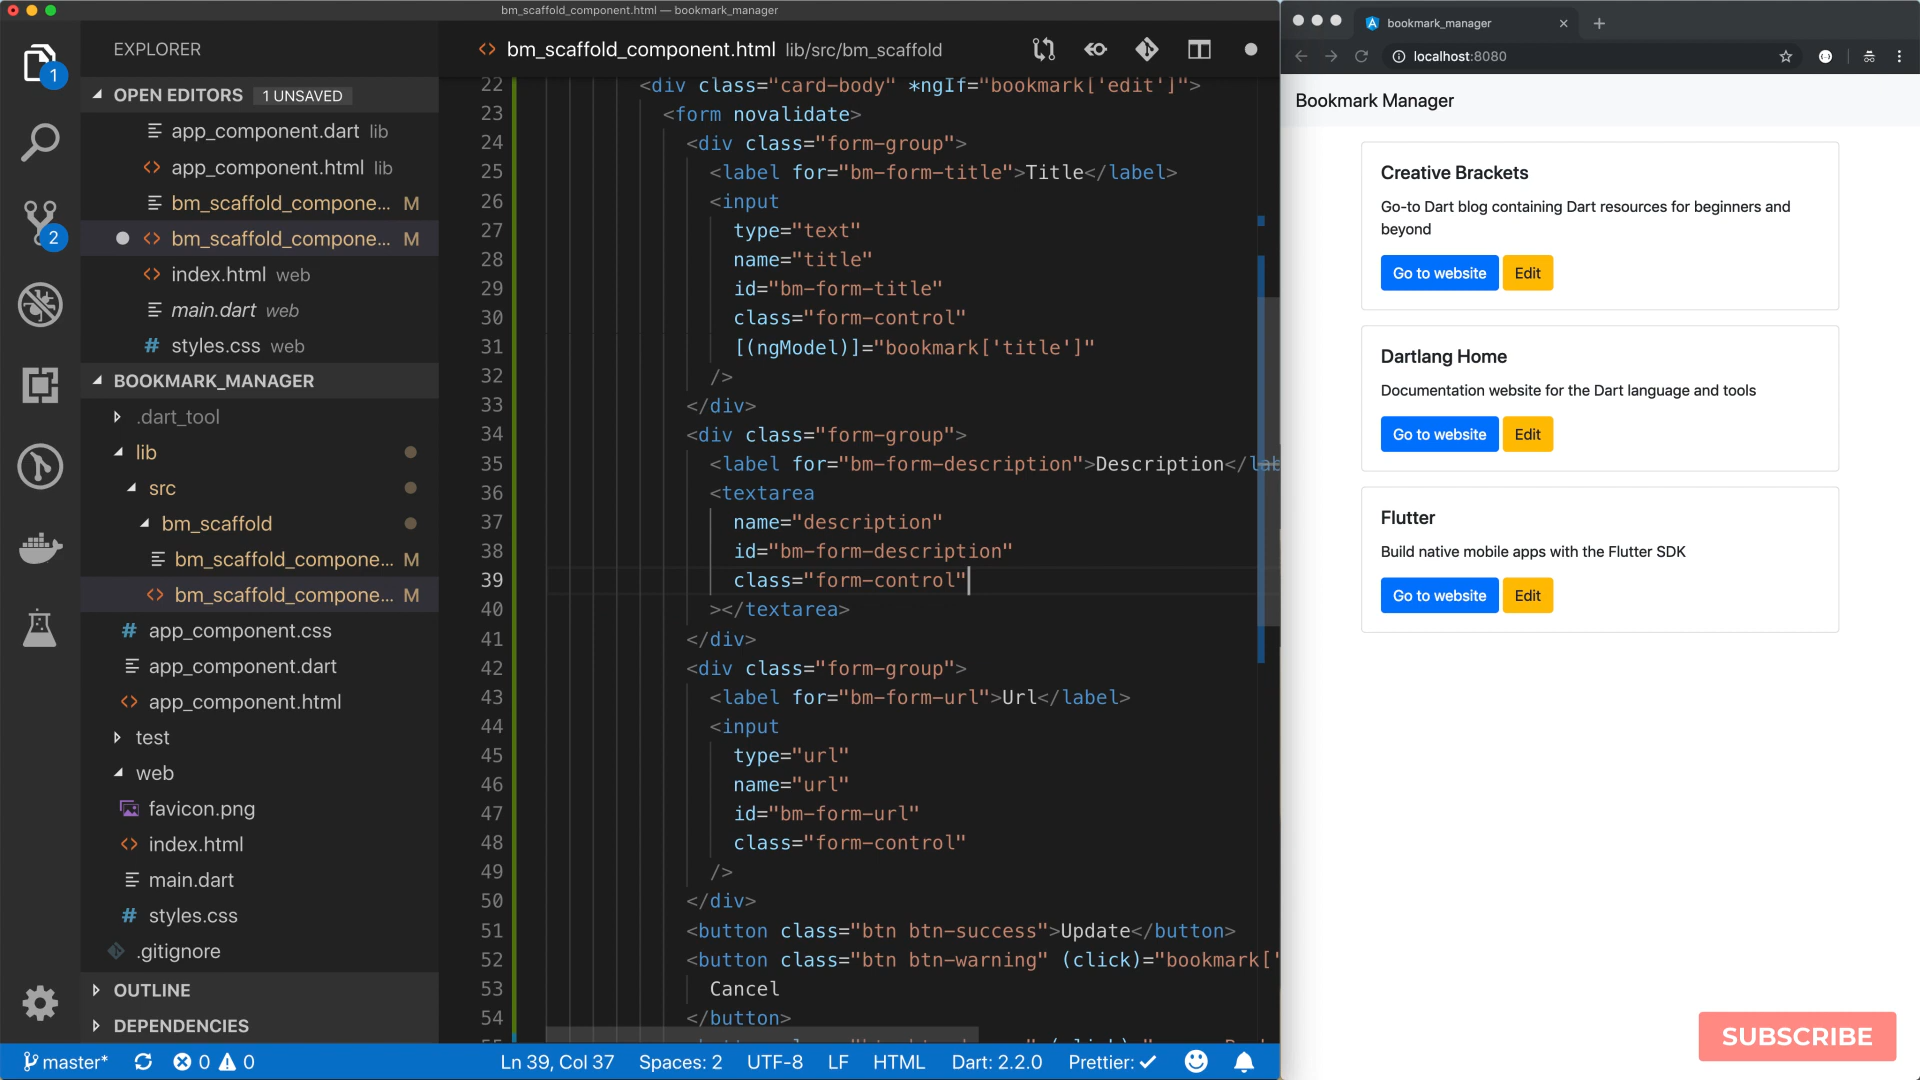 bm_scaffold_component.html — bookmark_manager
EXPLORER
OPEN EDITORS 1 UNSAVED
app_component.dart lib
app_component.html lib
bm_scaffold_compone... M
bm_scaffold_compone... M
index.html web
main.dart web
styles.css web
BOOKMARK_MANAGER
.dart_tool
lib
src
bm_scaffold
bm_scaffold_compone... M
bm_scaffold_compone... M
app_component.css
app_component.dart
app_component.html
test
web
favicon.png
index.html
main.dart
styles.css
.gitignore
OUTLINE
DEPENDENCIES
1
2
bm_scaffold_component.html lib/src/bm_scaffold
22 <div class="card-body" *ngIf="bookmark['edit']">
23 <form novalidate>
24 <div class="form-group">
25 <label for="bm-form-title">Title</label>
26 <input
27 type="text"
28 name="title"
29 id="bm-form-title"
30 class="form-control"
31 [(ngModel)]="bookmark['title']"
32 />
33 </div>
34 <div class="form-group">
35 <label for="bm-form-description">Description</lab
36 <textarea
37 name="description"
38 id="bm-form-description"
39 class="form-control"
40 ></textarea>
41 </div>
42 <div class="form-group">
43 <label for="bm-form-url">Url</label>
44 <input
45 type="url"
46 name="url"
47 id="bm-form-url"
48 class="form-control"
49 />
50 </div>
51 <button class="btn btn-success">Update</button>
52 <button class="btn btn-warning" (click)="bookmark['
53 Cancel
54 </button>
master* 0 0 Ln 39, Col 37 Spaces: 2 UTF-8 LF HTML Dart: 2.2.0 Prettier: ✓
bookmark_manager
localhost:8080
Bookmark Manager
Creative Brackets
Go-to Dart blog containing Dart resources for beginners and
beyond
Go to website Edit
Dartlang Home
Documentation website for the Dart language and tools
Go to website Edit
Flutter
Build native mobile apps with the Flutter SDK
Go to website Edit
SUBSCRIBE